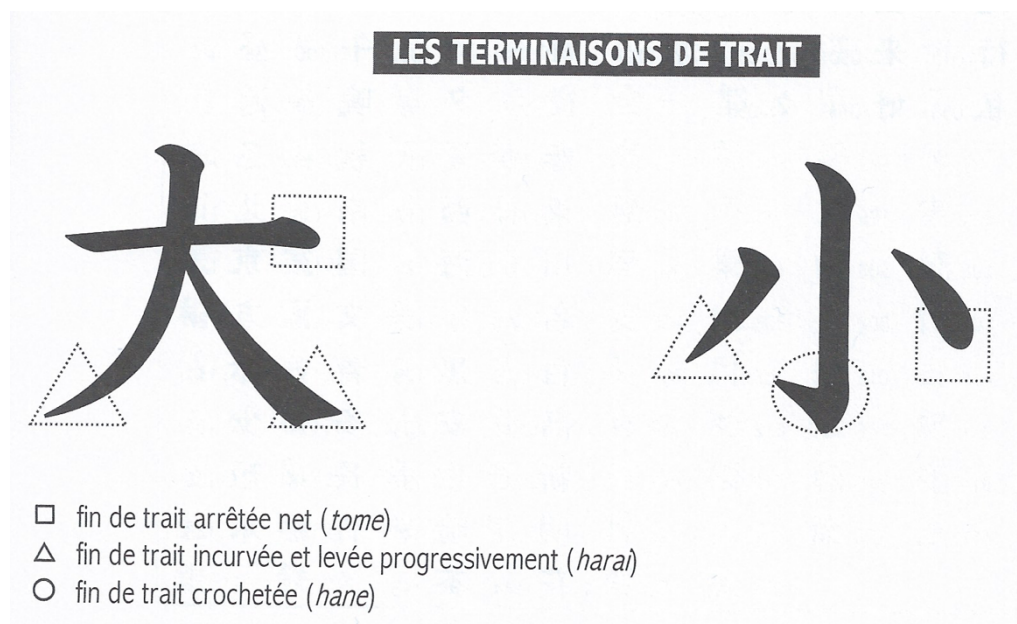 LES TERMINAISONS DE TRAIT
大 小
fin de trait arrêtée net (tome)
fin de trait incurvée et levée progressivement (harai)
fin de trait crochetée (hane)